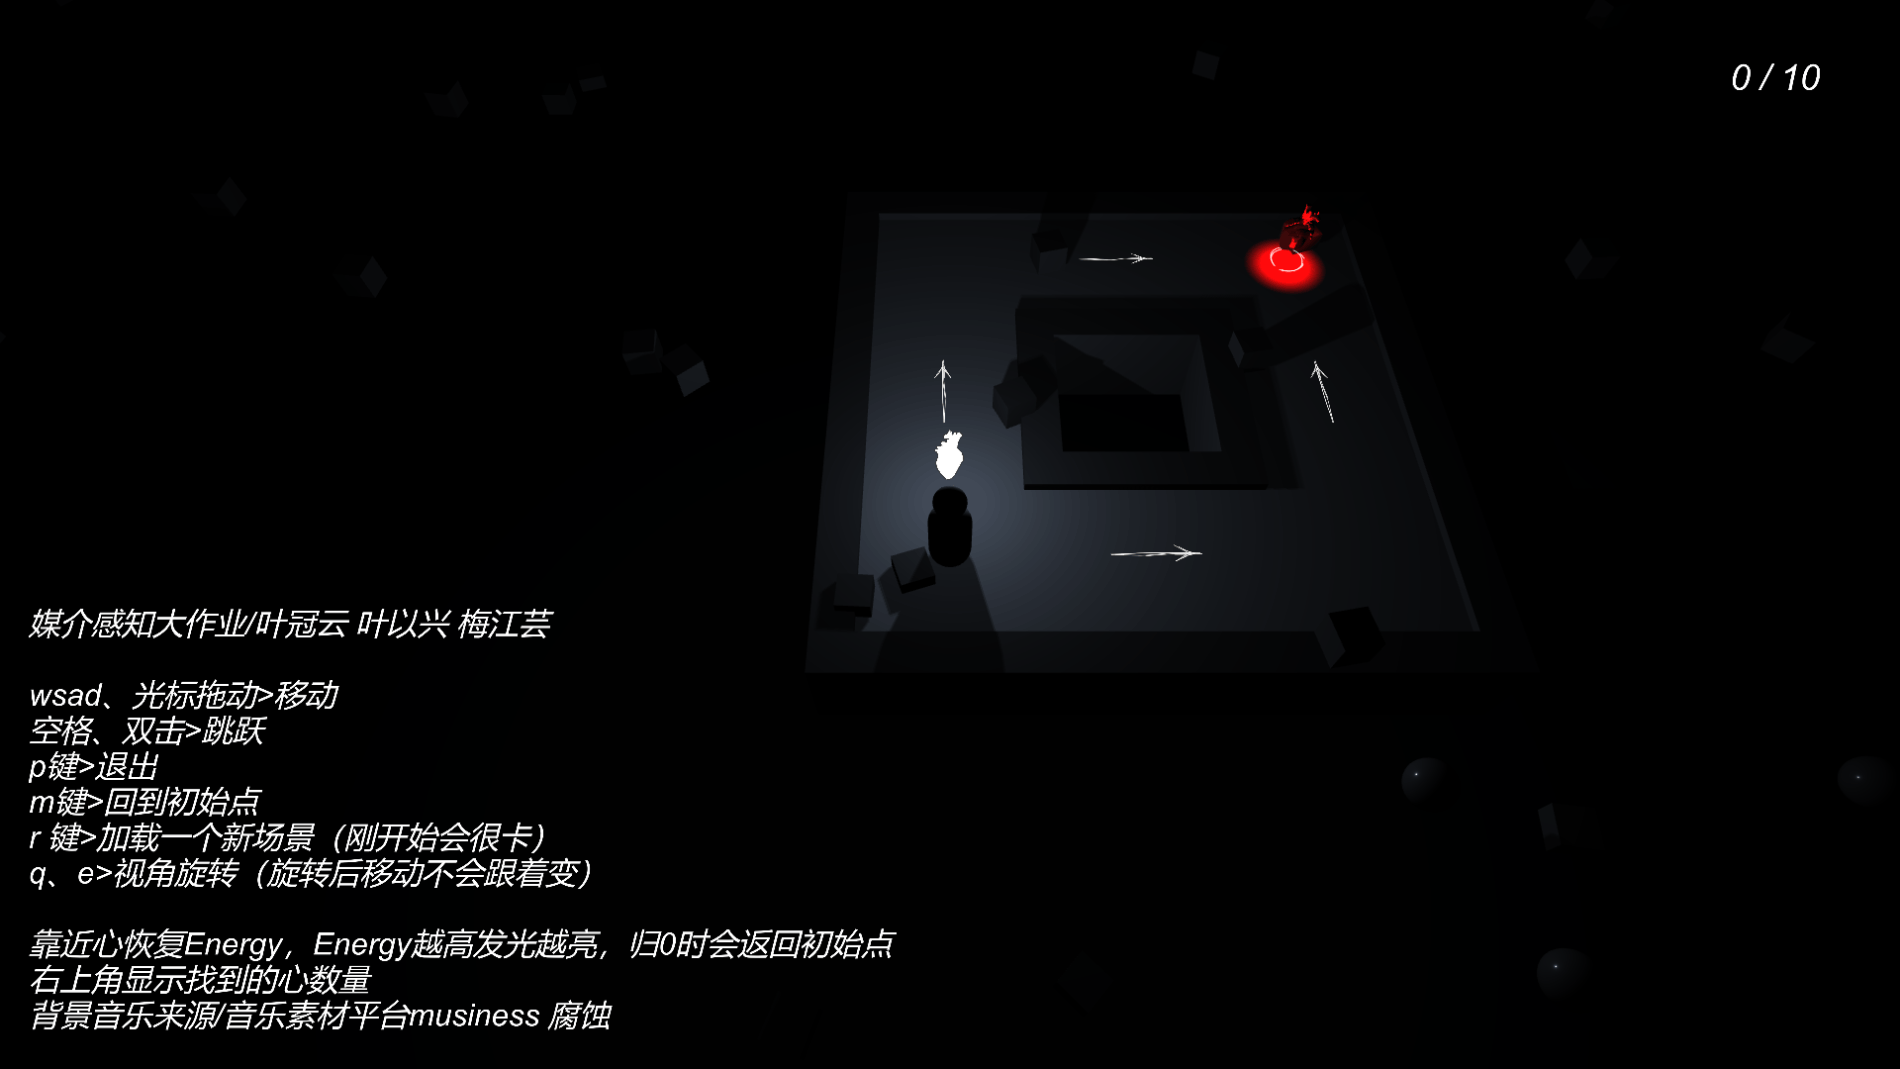 0 / 10
媒介感知大作业/叶冠云 叶以兴 梅江芸
wsad、光标拖动>移动
空格、双击>跳跃
p键>退出
m键>回到初始点
r 键>加载一个新场景（刚开始会很卡）
q、e>视角旋转（旋转后移动不会跟着变）
靠近心恢复Energy，Energy越高发光越亮，归0时会返回初始点
右上角显示找到的心数量
背景音乐来源/音乐素材平台musiness 腐蚀